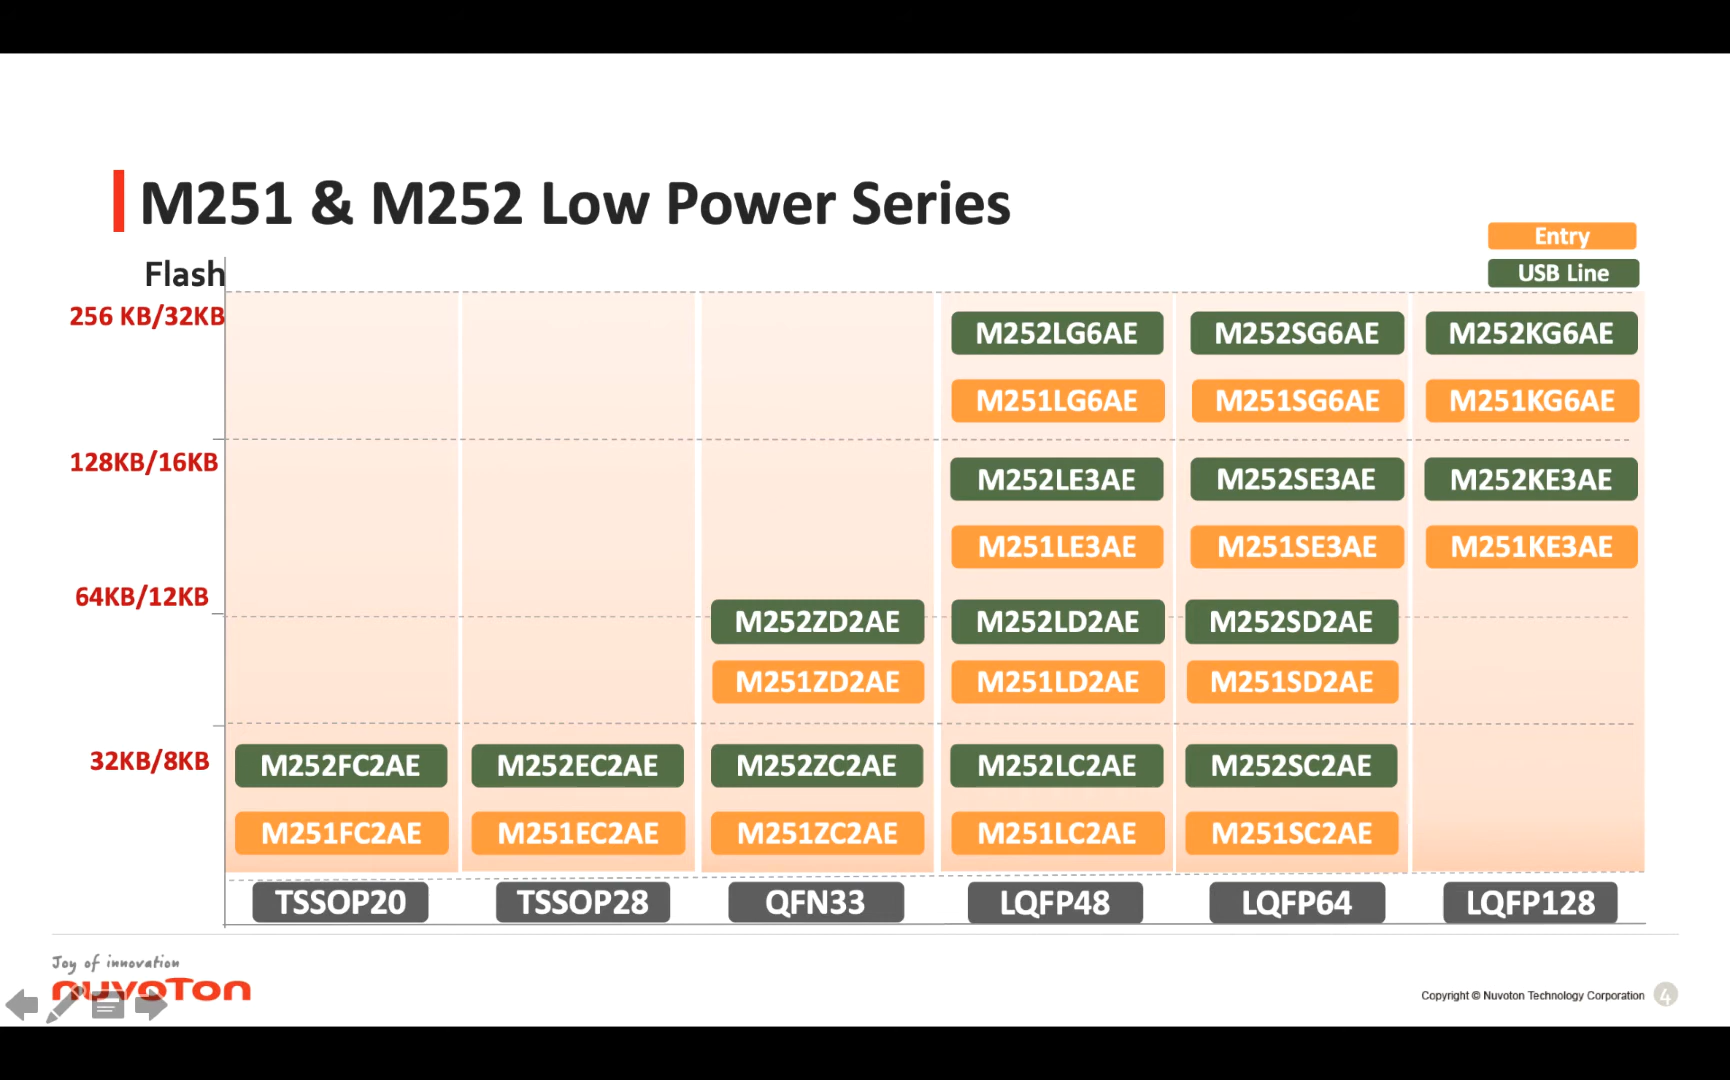 M251 & M252 Low Power Series
Entry
USB Line
Flash
256 KB/32KB
M252LG6AE M252SG6AE M252KG6AE
M251LG6AE M251SG6AE M251KG6AE
128KB/16KB
M252LE3AE M252SE3AE M252KE3AE
M251LE3AE M251SE3AE M251KE3AE
64KB/12KB
M252ZD2AE M252LD2AE M252SD2AE
M251ZD2AE M251LD2AE M251SD2AE
32KB/8KB
M252FC2AE M252EC2AE M252ZC2AE M252LC2AE M252SC2AE
M251FC2AE M251EC2AE M251ZC2AE M251LC2AE M251SC2AE
TSSOP20 TSSOP28 QFN33 LQFP48 LQFP64 LQFP128
Joy of innovation
nuvoTon
Copyright © Nuvoton Technology Corporation 4